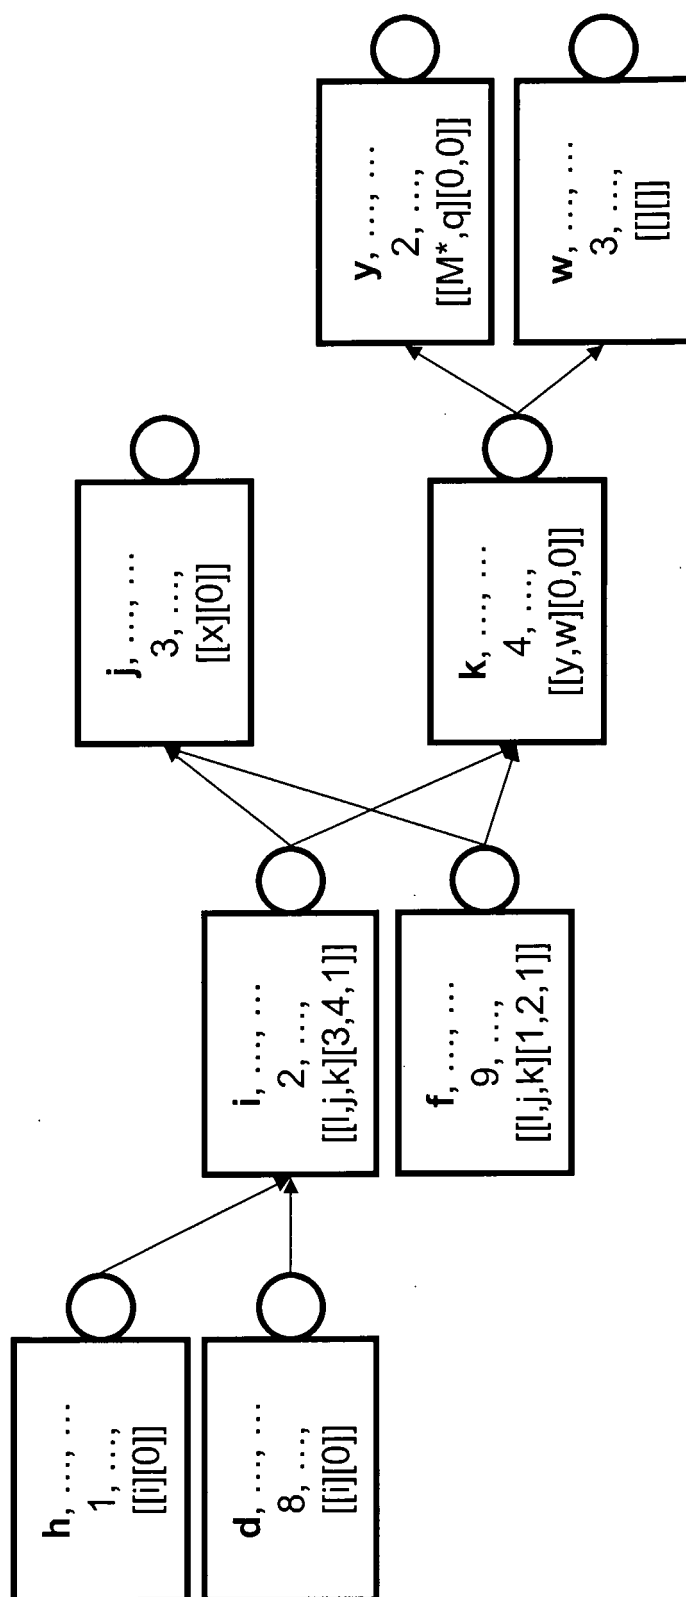 h, ..., ...
1, ...,
[[i][0]]
d, ..., ...
8, ...,
[[i][0]]
i, ..., ...
2, ...,
[[l,j,k][3,4,1]]
f, ..., ...
9, ...,
[[l,j,k][1,2,1]]
j, ..., ...
3, ...,
[[x][0]]
k, ..., ...
4, ...,
[[y,w][0,0]]
y, ..., ...
2, ...,
[[M*,q][0,0]]
w, ..., ...
3, ...,
[[][]]